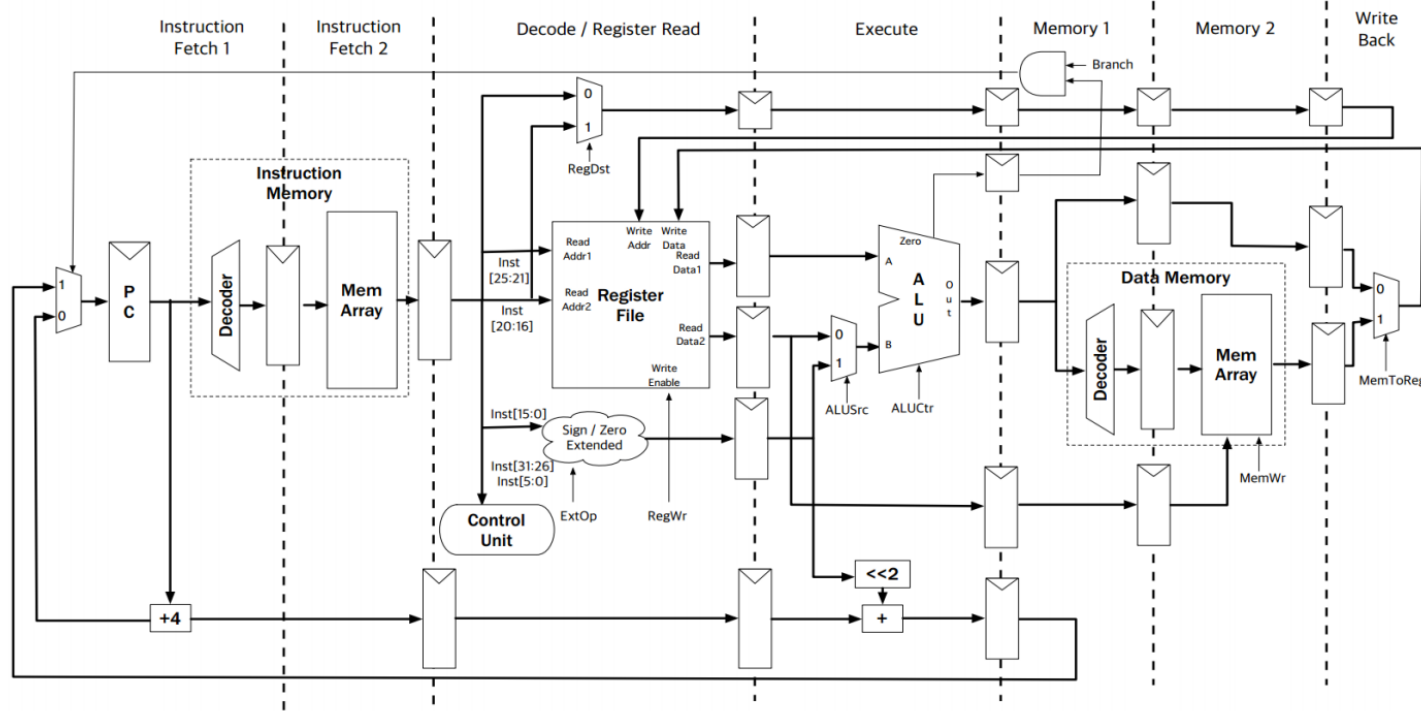 Instruction
Fetch 1
Instruction
Fetch 2
Decode / Register Read
Execute
Memory 1
Memory 2
Write
Back
Branch
0
1
RegDst
Instruction
Memory
Decoder
Mem
Array
1
0
P
C
Inst
[25:21]
Inst
[20:16]
Read
Addr1
Read
Addr2
Write
Addr
Write
Data
Read
Data1
Register
File
Read
Data2
Write
Enable
Zero
A
B
A
L
U
O
u
t
0
1
ALUSrc
ALUCtr
Data Memory
Decoder
Mem
Array
0
1
MemToReg
MemWr
Inst[15:0]
Sign / Zero
Extended
Inst[31:26]
Inst[5:0]
ExtOp
RegWr
Control
Unit
<<2
+4
+